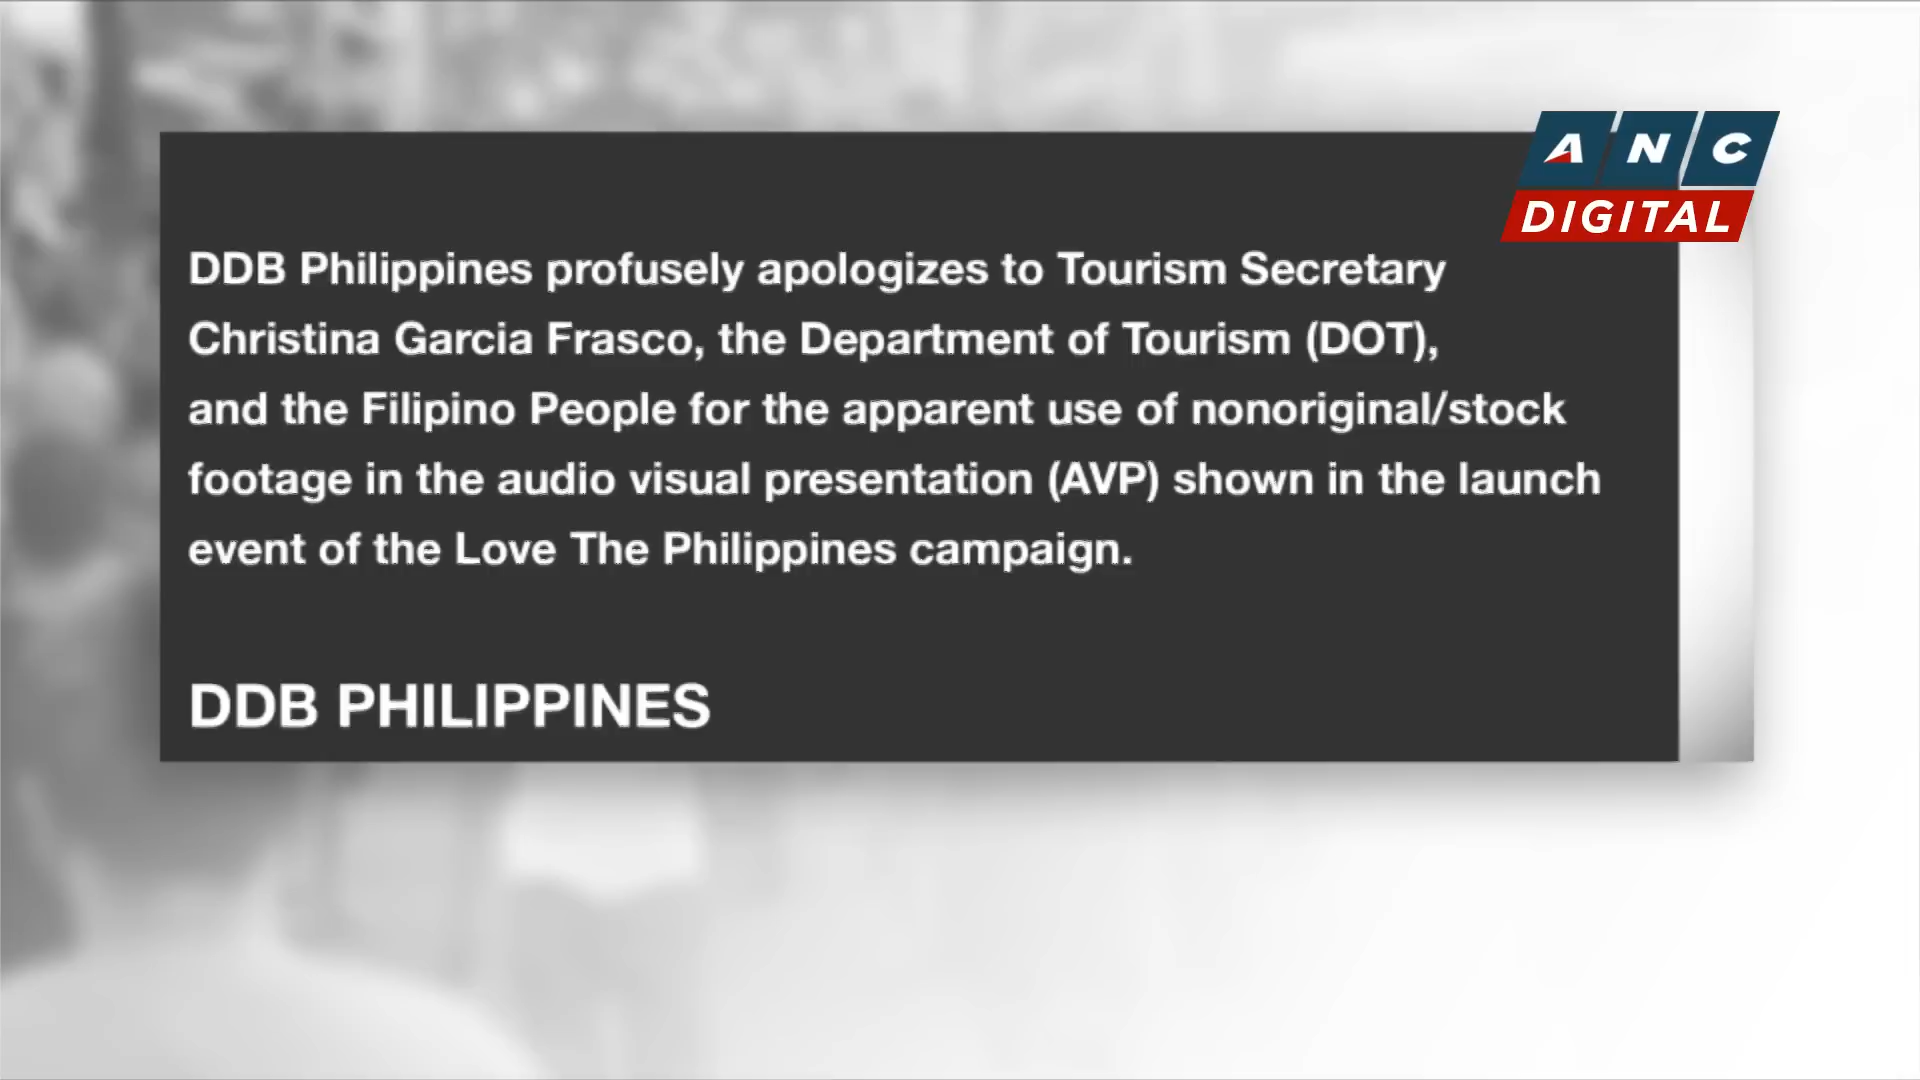 ANC
DIGITAL
DDB Philippines profusely apologizes to Tourism Secretary
Christina Garcia Frasco, the Department of Tourism (DOT),
and the Filipino People for the apparent use of nonoriginal/stock
footage in the audio visual presentation (AVP) shown in the launch
event of the Love The Philippines campaign.
DDB PHILIPPINES